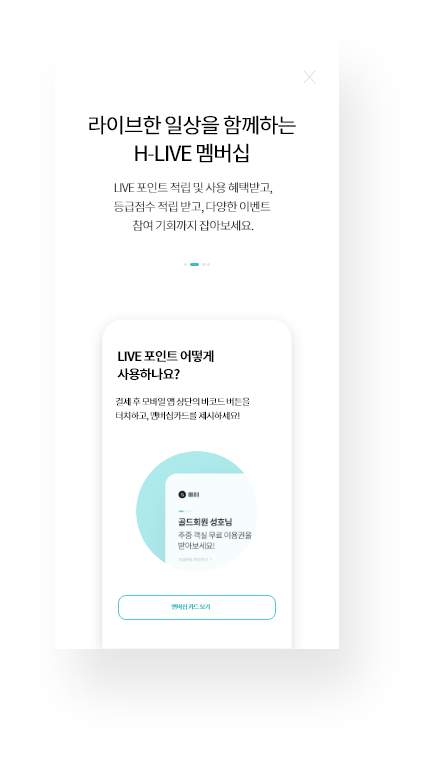 라이브한 일상을 함께하는
H-LIVE 멤버십
LIVE 포인트 적립 및 사용 혜택받고,
등급점수 적립 받고, 다양한 이벤트
참여 기회까지 잡아보세요.
LIVE 포인트 어떻게
사용하나요?
결제 후 모바일 앱 상단의 바코드 버튼을
터치하고, 멤버십카드를 제시하세요!
골드회원 성호님
주중 객실 무료 이용권을
받아보세요!
멤버십 카드 보기